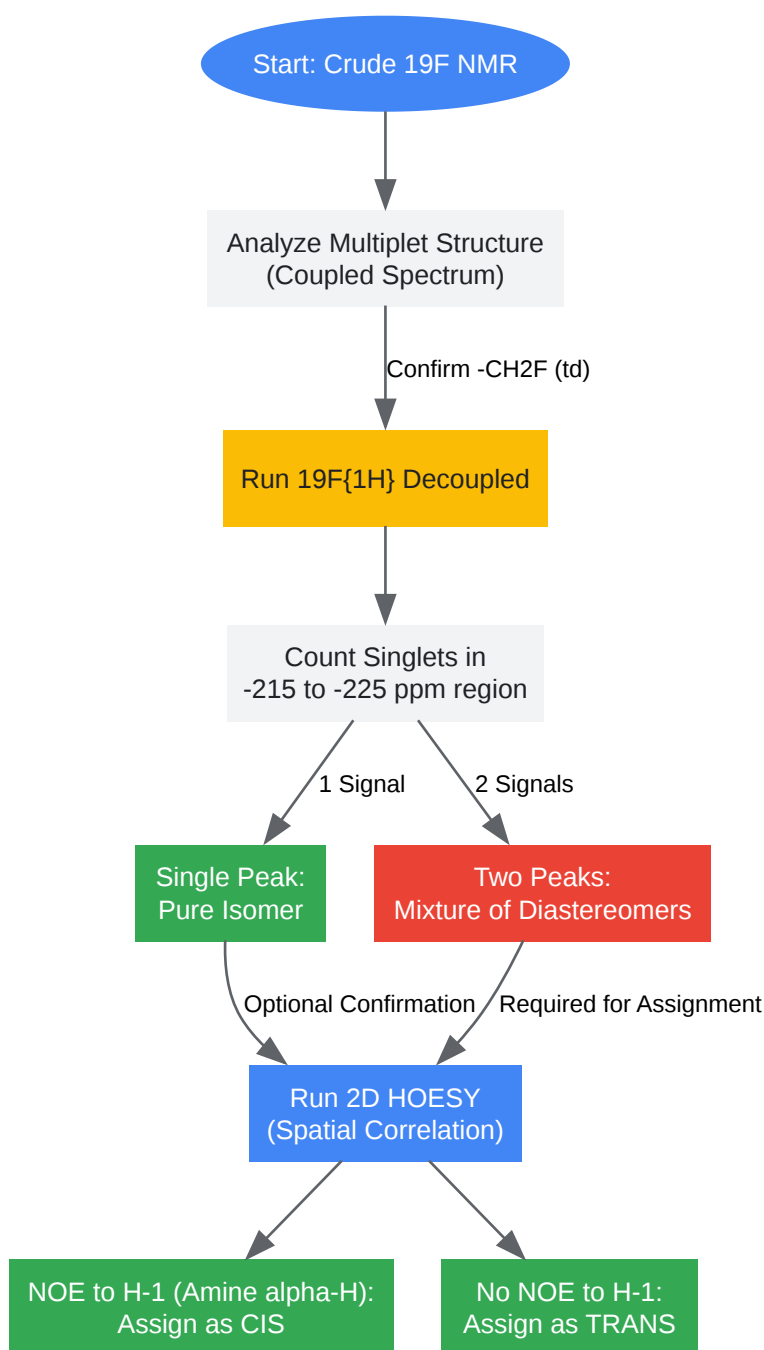 Start: Crude 19F NMR
Analyze Multiplet Structure
(Coupled Spectrum)
Confirm -CH2F (td)
Run 19F{1H} Decoupled
Count Singlets in
-215 to -225 ppm region
1 Signal
2 Signals
Single Peak:
Pure Isomer
Two Peaks:
Mixture of Diastereomers
Optional Confirmation
Required for Assignment
Run 2D HOESY
(Spatial Correlation)
NOE to H-1 (Amine alpha-H):
Assign as CIS
No NOE to H-1:
Assign as TRANS